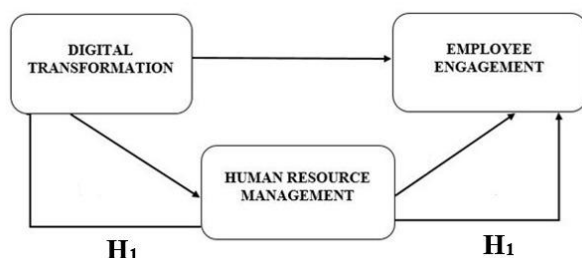 DIGITAL
TRANSFORMATION
EMPLOYEE
ENGAGEMENT
HUMAN RESOURCE
MANAGEMENT
H₁
H₁